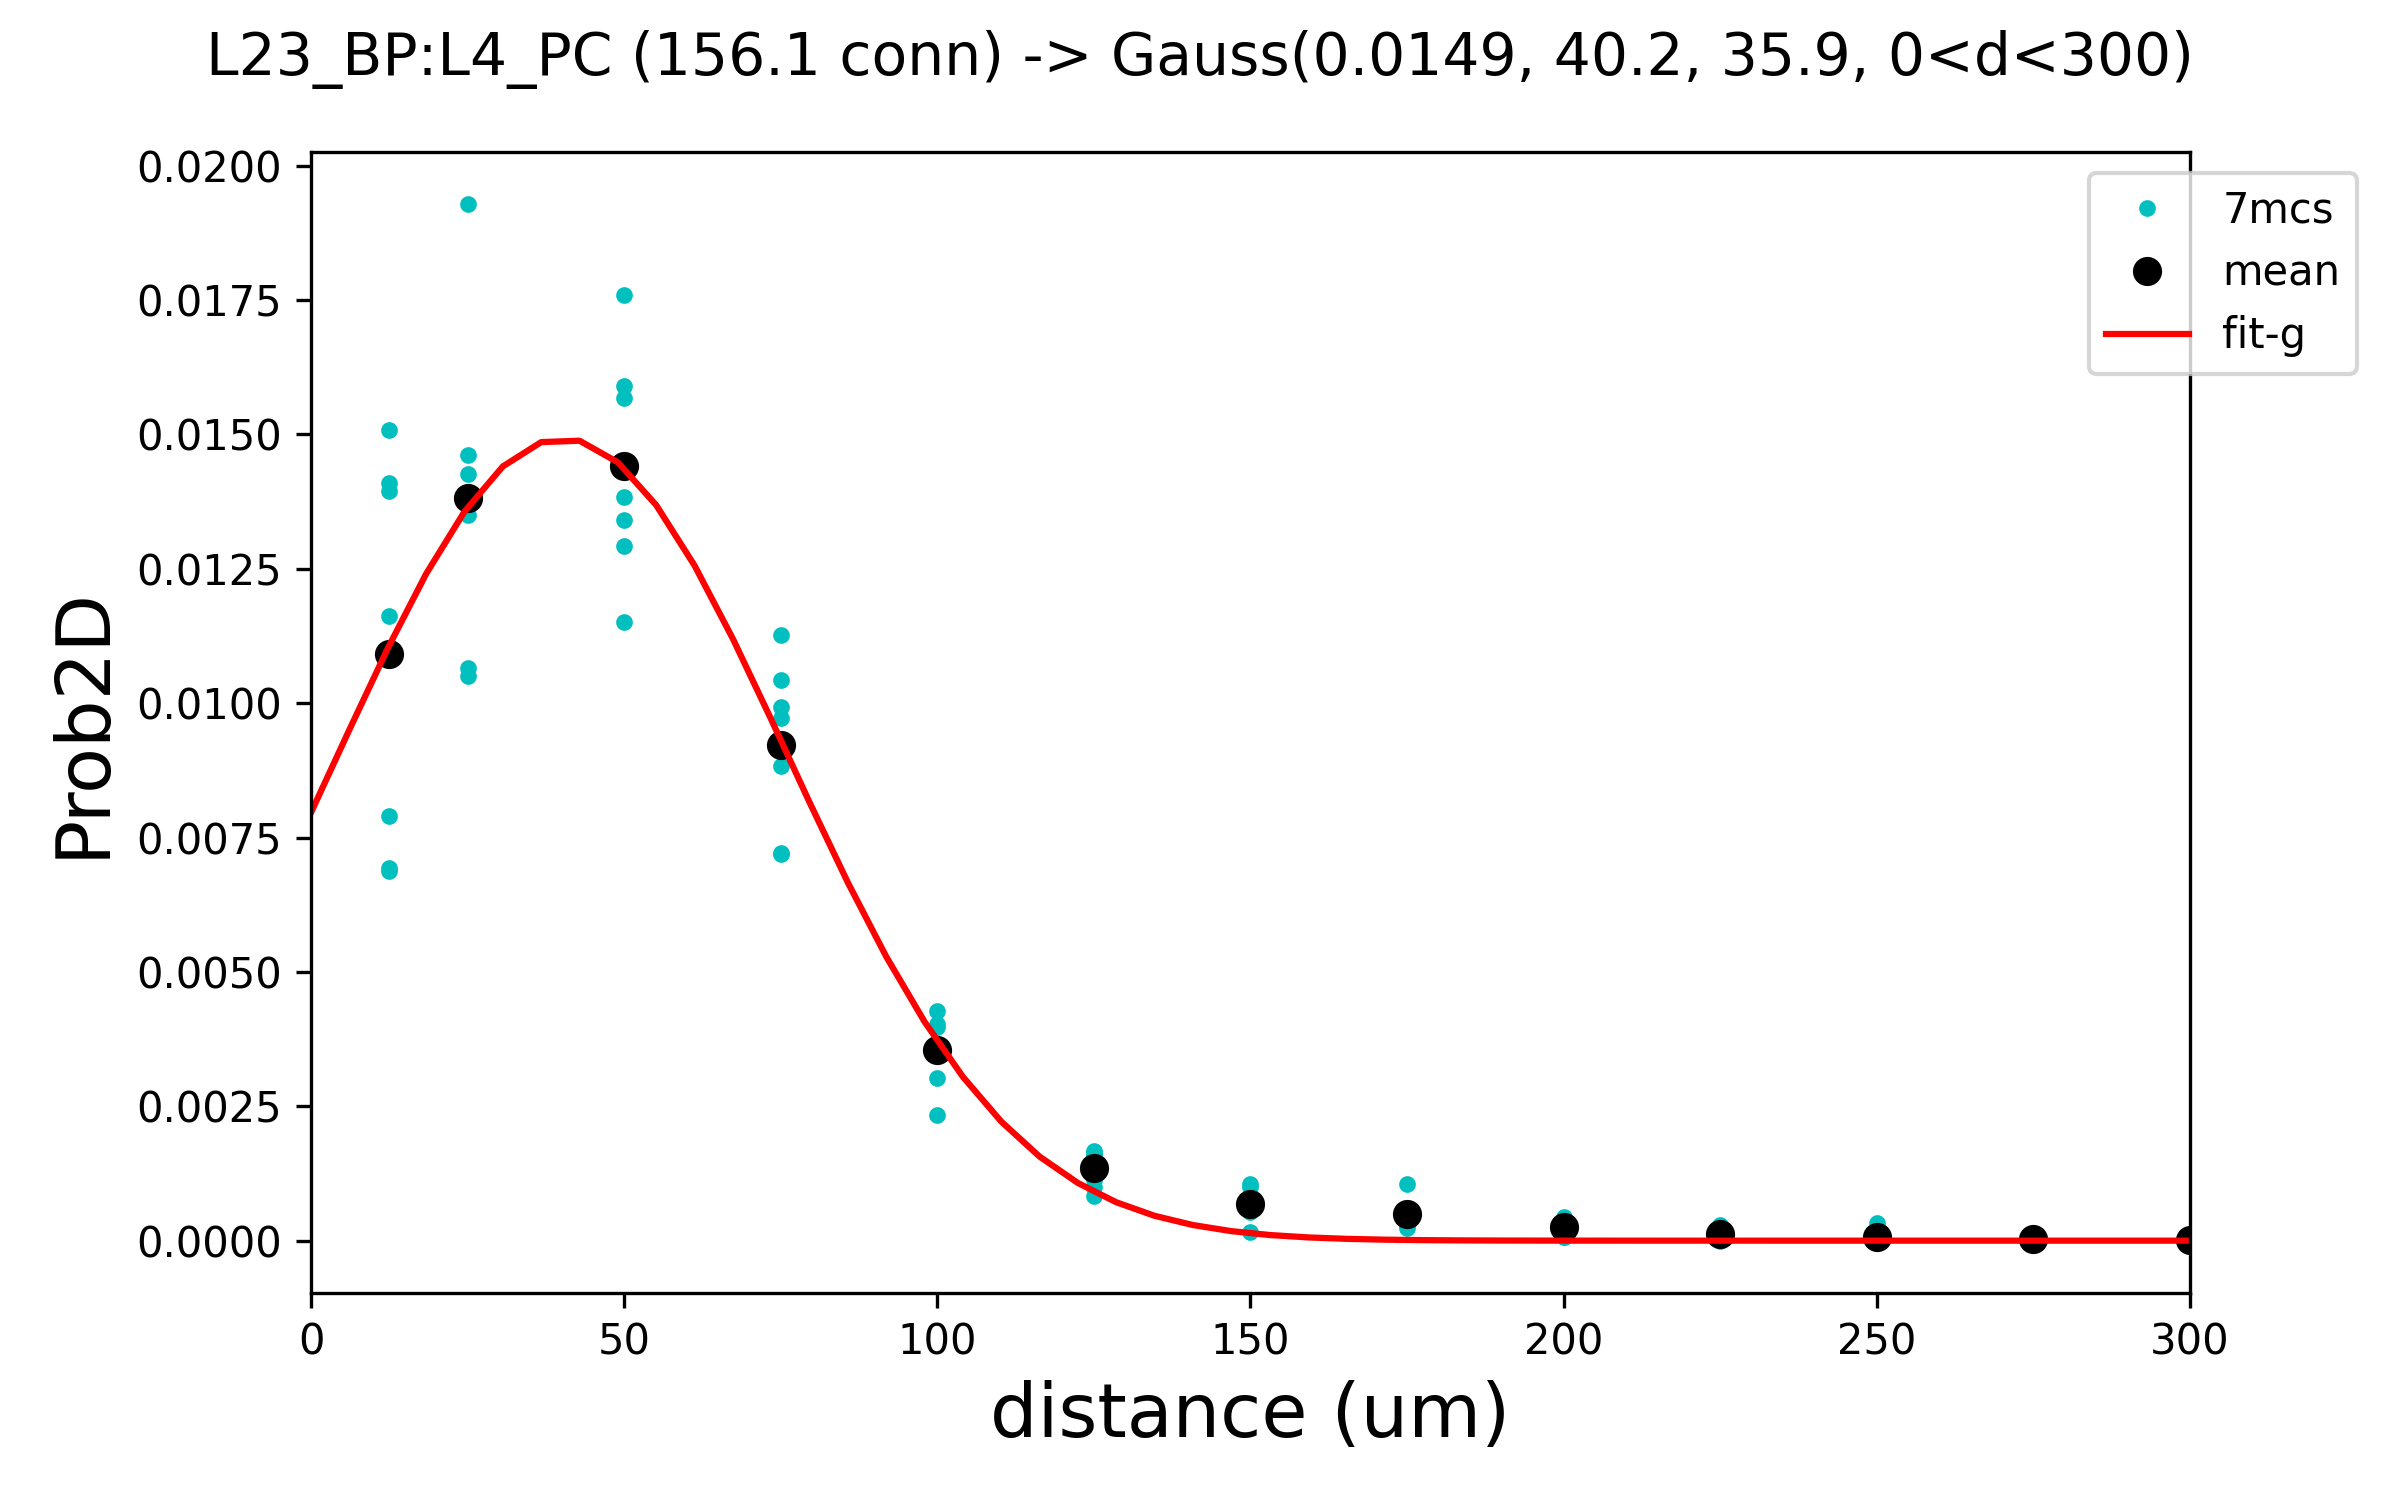 L23_BP:L4_PC (156.1 conn) -> Gauss(0.0149, 40.2, 35.9, 0<d<300)
0.0200
0.0175
0.0150
0.0125
0.0100
0.0075
0.0050
0.0025
0.0000
Prob2D
7mcs
mean
fit-g
0 50 100 150 200 250 300
distance (um)